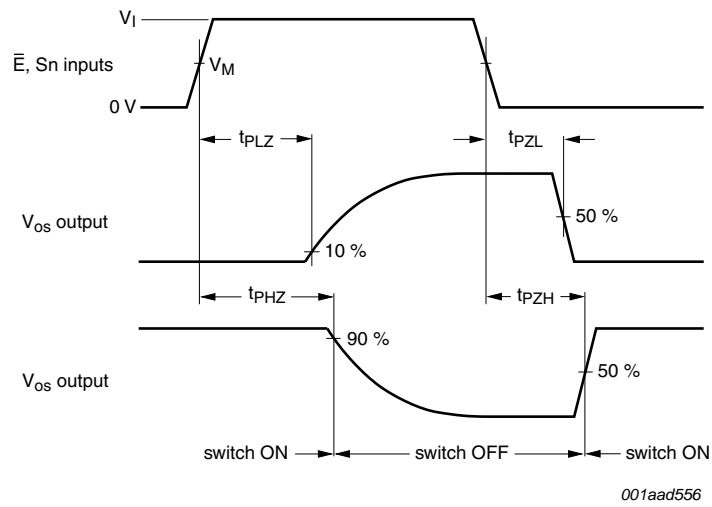 V_I
E̅, Sn inputs
V_M
0 V
t_PLZ
t_PZL
V_os output
50 %
10 %
t_PHZ
t_PZH
90 %
V_os output
50 %
switch ON
switch OFF
switch ON
001aad556